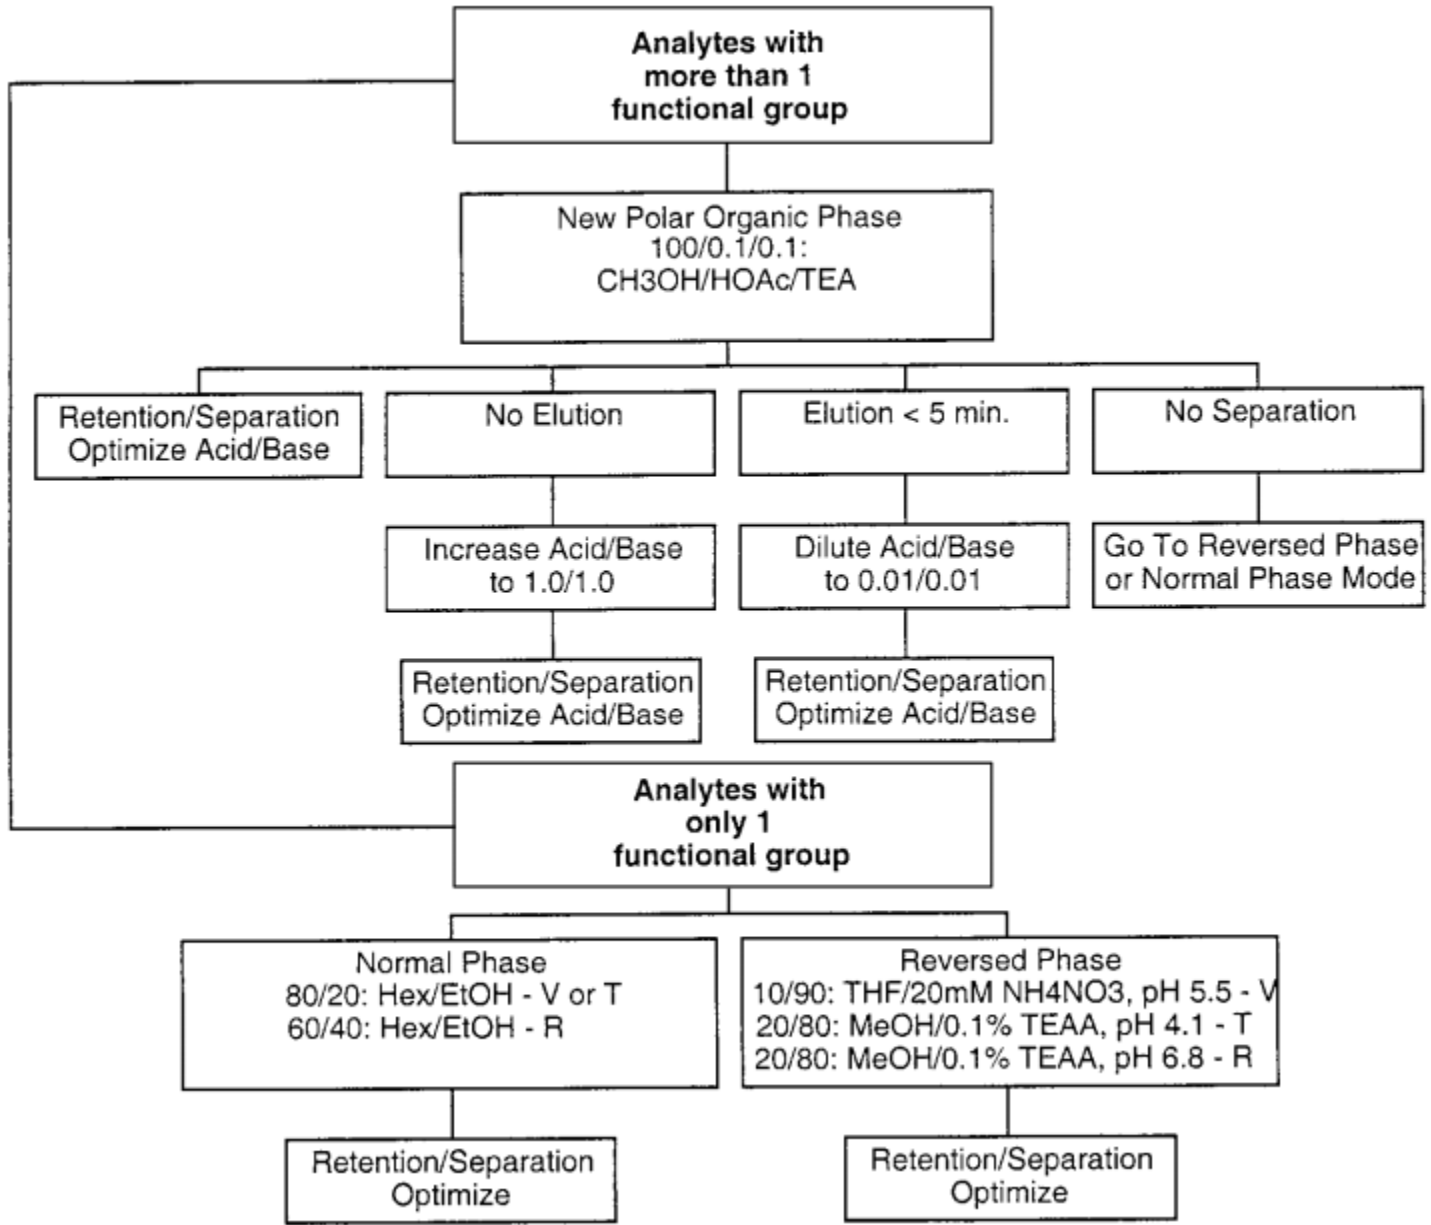 Analytes with
more than 1
functional group
New Polar Organic Phase
100/0.1/0.1:
CH3OH/HOAc/TEA
Retention/Separation
Optimize Acid/Base
No Elution
Elution < 5 min.
No Separation
Increase Acid/Base
to 1.0/1.0
Dilute Acid/Base
to 0.01/0.01
Go To Reversed Phase
or Normal Phase Mode
Retention/Separation
Optimize Acid/Base
Retention/Separation
Optimize Acid/Base
Analytes with
only 1
functional group
Normal Phase
80/20: Hex/EtOH - V or T
60/40: Hex/EtOH - R
Reversed Phase
10/90: THF/20mM NH4NO3, pH 5.5 - V
20/80: MeOH/0.1% TEAA, pH 4.1 - T
20/80: MeOH/0.1% TEAA, pH 6.8 - R
Retention/Separation
Optimize
Retention/Separation
Optimize